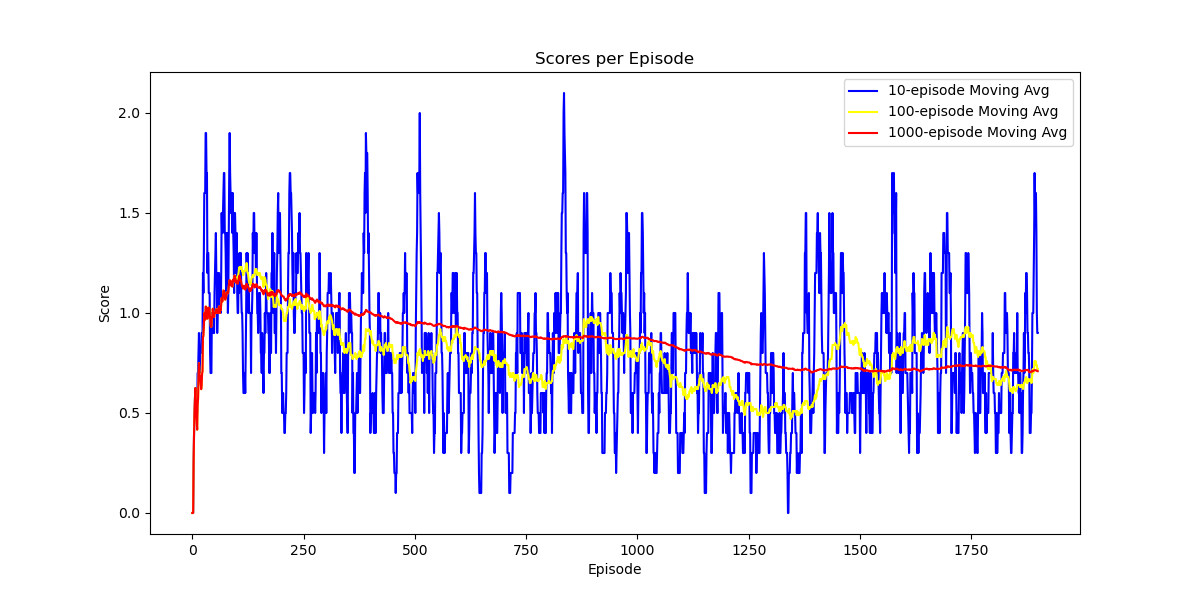 Scores per Episode
10-episode Moving Avg
100-episode Moving Avg
1000-episode Moving Avg
Score
2.0
1.5
1.0
0.5
0.0
0 250 500 750 1000 1250 1500 1750
Episode